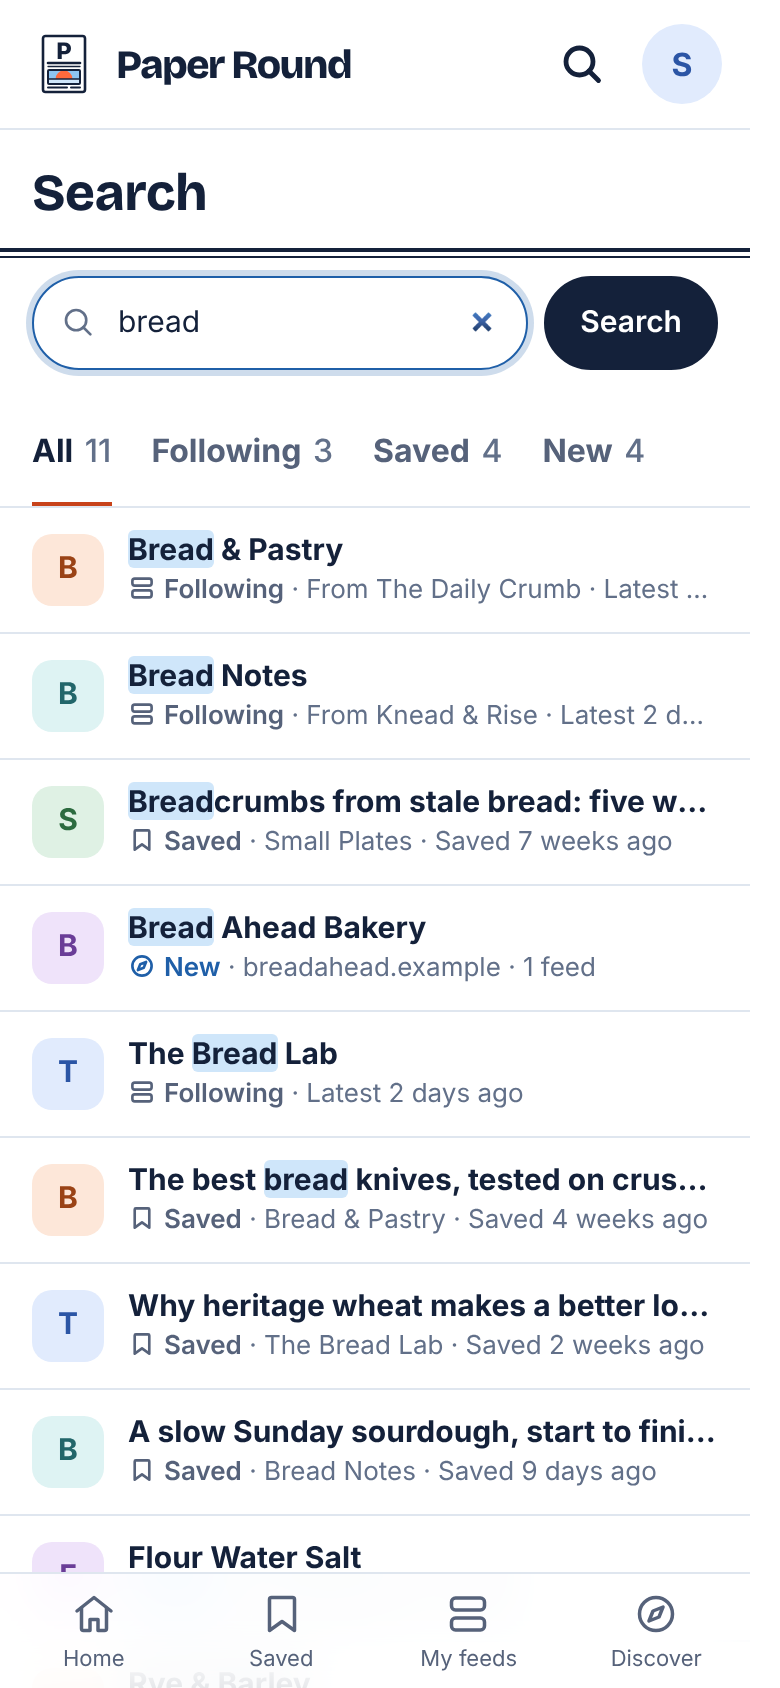 P
Paper Round
S
Search
bread
Search
All 11
Following 3
Saved 4
New 4
B
Bread & Pastry
Following · From The Daily Crumb · Latest ...
B
Bread Notes
Following · From Knead & Rise · Latest 2 d...
S
Breadcrumbs from stale bread: five w...
Saved · Small Plates · Saved 7 weeks ago
B
Bread Ahead Bakery
New · breadahead.example · 1 feed
T
The Bread Lab
Following · Latest 2 days ago
B
The best bread knives, tested on crus...
Saved · Bread & Pastry · Saved 4 weeks ago
T
Why heritage wheat makes a better lo...
Saved · The Bread Lab · Saved 2 weeks ago
B
A slow Sunday sourdough, start to fini...
Saved · Bread Notes · Saved 9 days ago
F
Flour Water Salt
Home
Saved
My feeds
Discover
Rye & Barley